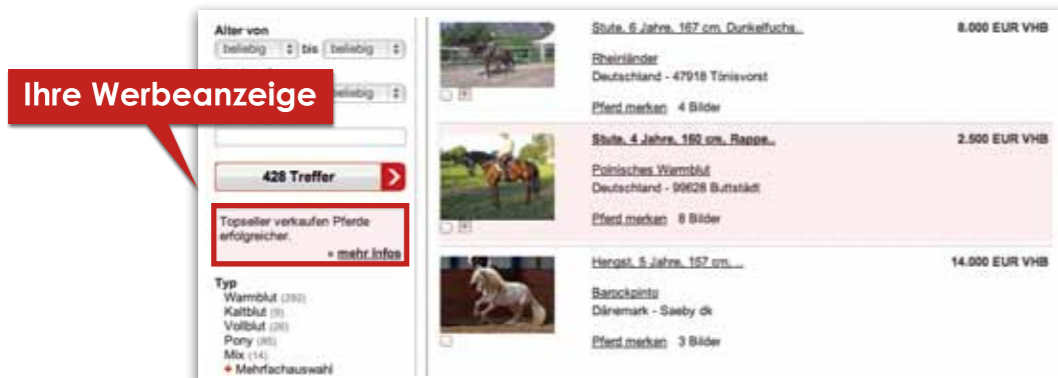 Alter von
beliebig bis beliebig
Ihre Werbeanzeige
beliebig
428 Treffer
Topseller verkaufen Pferde
erfolgreicher.
» mehr Infos
Typ
Warmblut (292)
Kaltblut
Vollblut (26)
Pony (85)
Mix (14)
+ Mehrfachauswahl
Stute, 6 Jahre, 167 cm, Dunkelfuchs...
8.000 EUR VHB
Rheinländer
Deutschland - 47918 Tönisvorst
Pferd merken 4 Bilder
Stute, 4 Jahre, 160 cm, Rappe...
2.500 EUR VHB
Polnisches Warmblut
Deutschland - 99628 Buttstädt
Pferd merken 8 Bilder
Hengst, 5 Jahre, 157 cm, ...
14.000 EUR VHB
Barockpinto
Dänemark - Saeby dk
Pferd merken 3 Bilder